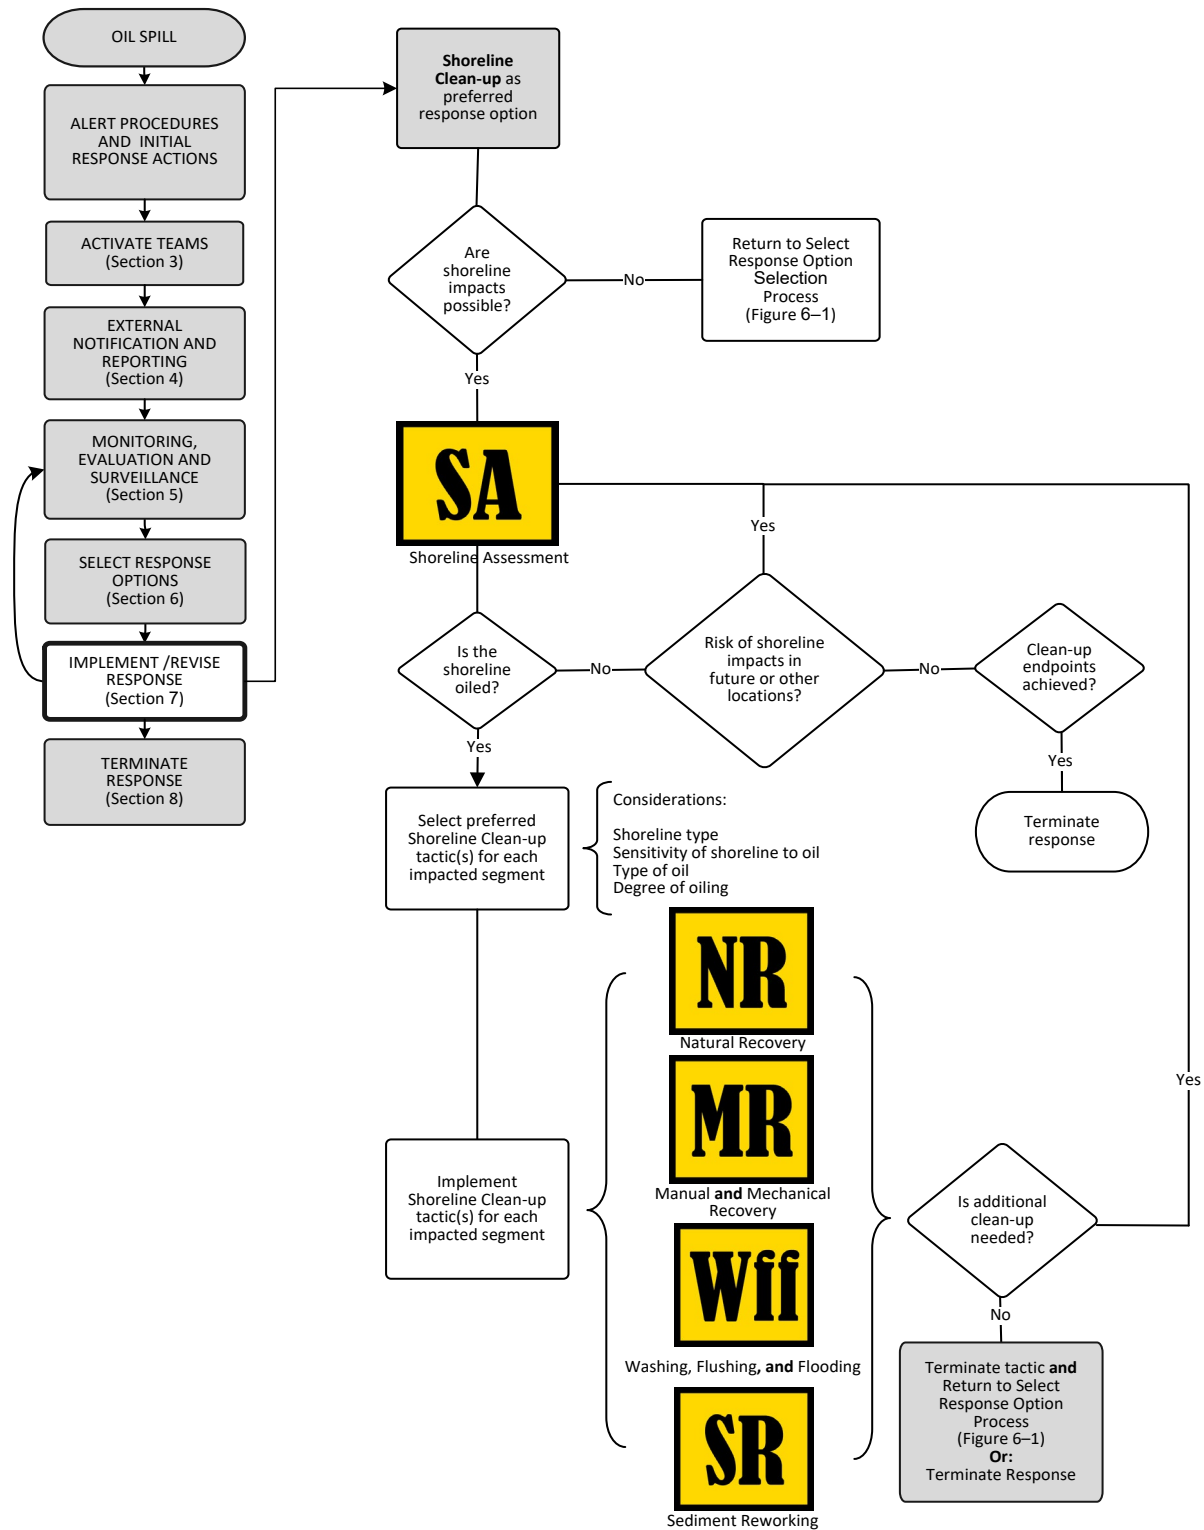 OIL SPILL
ALERT PROCEDURES
AND INITIAL
RESPONSE ACTIONS
ACTIVATE TEAMS
(Section 3)
EXTERNAL
NOTIFICATION AND
REPORTING
(Section 4)
MONITORING,
EVALUATION AND
SURVEILLANCE
(Section 5)
SELECT RESPONSE
OPTIONS
(Section 6)
IMPLEMENT /REVISE
RESPONSE
(Section 7)
TERMINATE
RESPONSE
(Section 8)
Shoreline
Clean-up as
preferred
response option
Are
shoreline
impacts
possible?
No
Return to Select
Response Option
Selection
Process
(Figure 6–1)
Yes
SA
Shoreline Assessment
Yes
Is the
shoreline
oiled?
No
Risk of shoreline
impacts in
future or other
locations?
No
Clean-up
endpoints
achieved?
Yes
Yes
Terminate
response
Select preferred
Shoreline Clean-up
tactic(s) for each
impacted segment
Considerations:
Shoreline type
Sensitivity of shoreline to oil
Type of oil
Degree of oiling
Implement
Shoreline Clean-up
tactic(s) for each
impacted segment
NR
Natural Recovery
MR
Manual and Mechanical
Recovery
Wff
Washing, Flushing, and Flooding
SR
Sediment Reworking
Is additional
clean-up
needed?
Yes
No
Terminate tactic and
Return to Select
Response Option
Process
(Figure 6–1)
Or:
Terminate Response